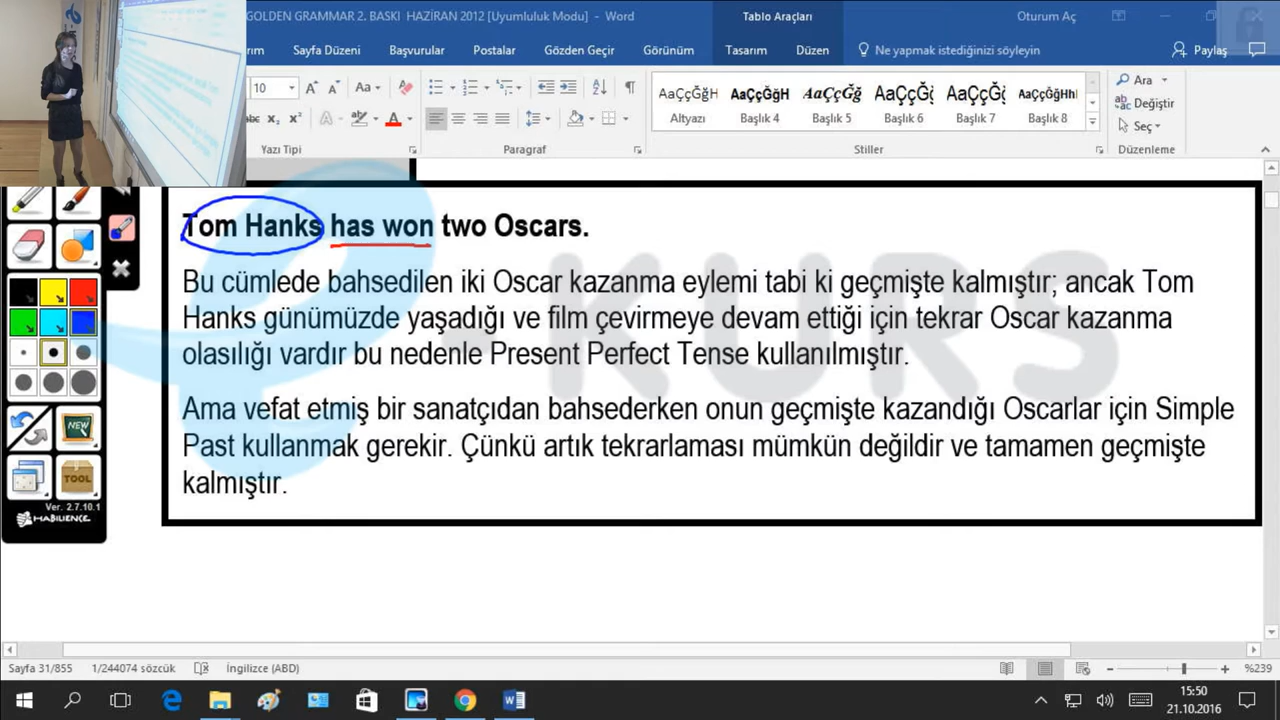 GOLDEN GRAMMAR 2. BASKI HAZİRAN 2012 [Uyumluluk Modu] - Word
Tablo Araçları
Oturum Aç
Sayfa Düzeni
Başvurular
Postalar
Gözden Geçir
Görünüm
Tasarım
Düzen
Ne yapmak istediğinizi söyleyin
Paylaş
10
Aa
AaÇçĞğH
AaÇçĞğH
AaÇçĞğ
AaÇçĞğ
AaÇçĞğ
AaÇçĞğHh
Altyazı
Başlık 4
Başlık 5
Başlık 6
Başlık 7
Başlık 8
Ara
Değiştir
Seç
Yazı Tipi
Paragraf
Stiller
Düzenleme
Tom Hanks has won two Oscars.
Bu cümlede bahsedilen iki Oscar kazanma eylemi tabi ki geçmişte kalmıştır; ancak Tom
Hanks günümüzde yaşadığı ve film çevirmeye devam ettiği için tekrar Oscar kazanma
olasılığı vardır bu nedenle Present Perfect Tense kullanılmıştır.
Ama vefat etmiş bir sanatçıdan bahsederken onun geçmişte kazandığı Oscarlar için Simple
Past kullanmak gerekir. Çünkü artık tekrarlaması mümkün değildir ve tamamen geçmişte
kalmıştır.
KURS
NEW
TOOL
Ver. 2.7.10.1
HABILIENCE
Sayfa 31/855
1/244074 sözcük
İngilizce (ABD)
%239
15:50
21.10.2016